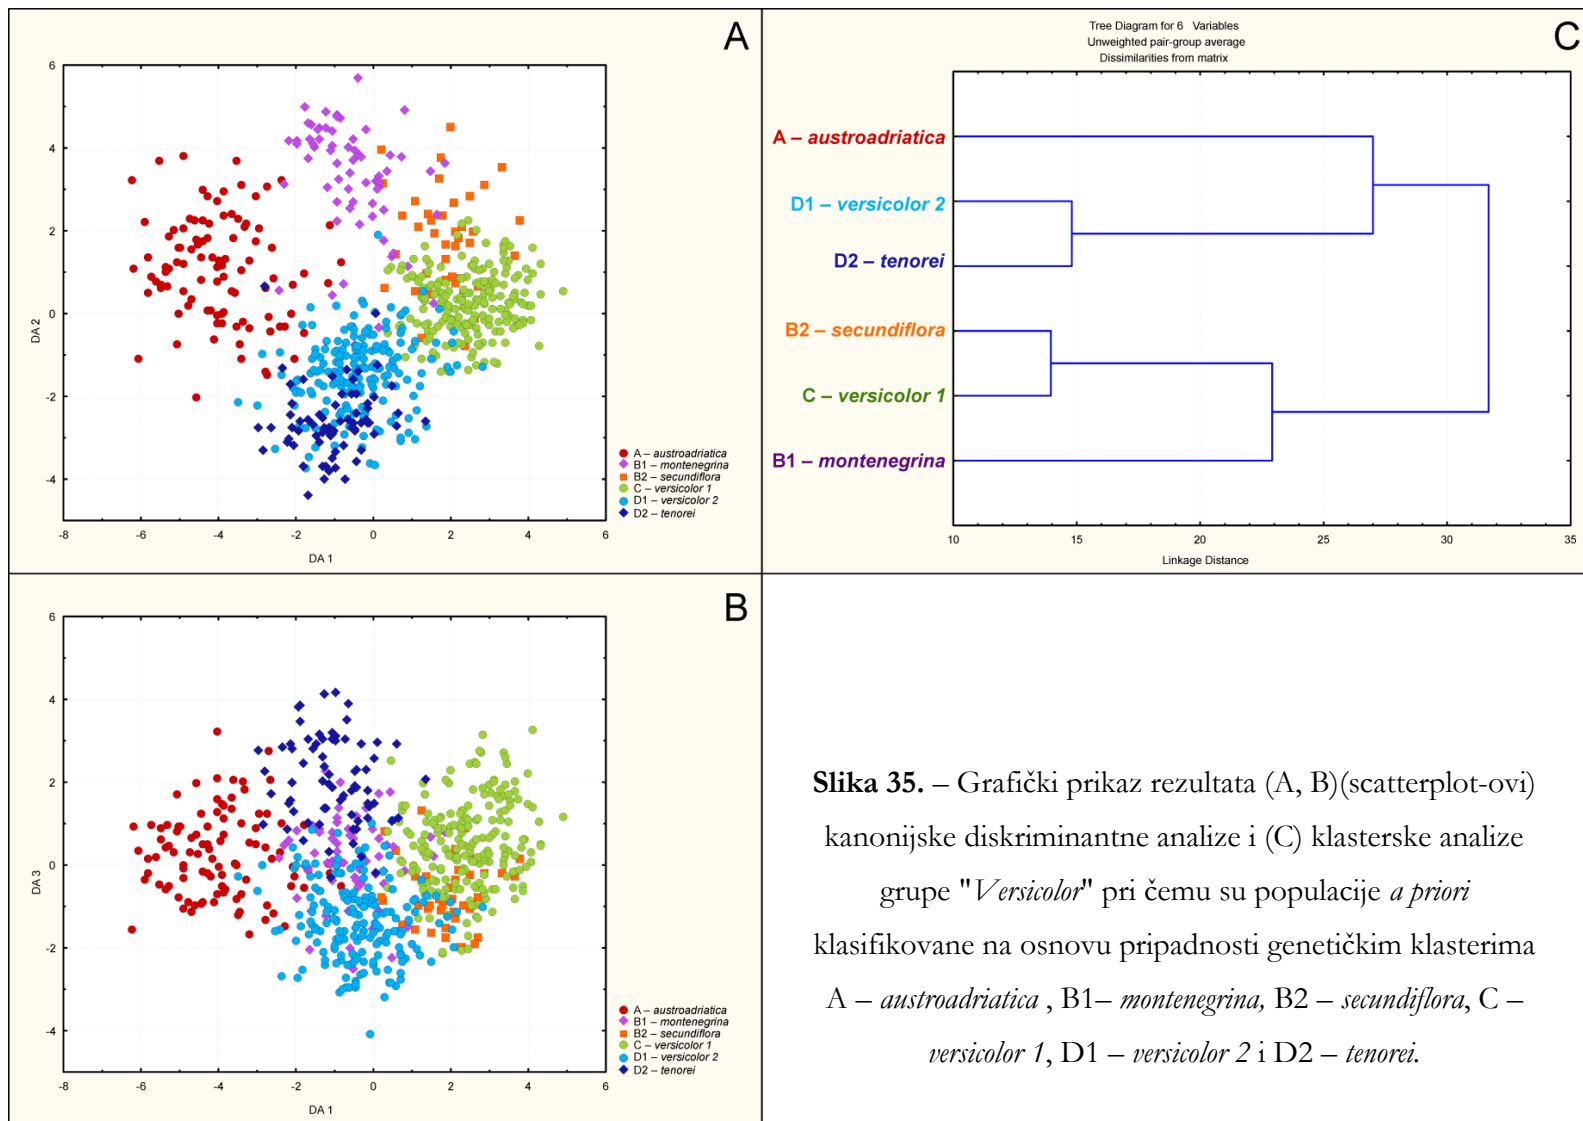 A
6
4
2
0
-2
-4
DA 2
-8
-6
-4
-2
0
2
4
6
DA 1
A – austroadriatica
B1 – montenegrina
B2 – secundiflora
C – versicolor 1
D1 – versicolor 2
D2 – tenorei
C
Tree Diagram for 6 Variables
Unweighted pair-group average
Dissimilarities from matrix
A – austroadriatica
D1 – versicolor 2
D2 – tenorei
B2 – secundiflora
C – versicolor 1
B1 – montenegrina
10
15
20
25
30
35
Linkage Distance
B
6
4
2
0
-2
-4
DA 3
-8
-6
-4
-2
0
2
4
6
DA 1
A – austroadriatica
B1 – montenegrina
B2 – secundiflora
C – versicolor 1
D1 – versicolor 2
D2 – tenorei
Slika 35. – Grafički prikaz rezultata (A, B)(scatterplot-ovi)
kanonijske diskriminantne analize i (C) klasterske analize
grupe "Versicolor" pri čemu su populacije a priori
klasifikovane na osnovu pripadnosti genetičkim klasterima
A – austroadriatica , B1– montenegrina, B2 – secundiflora, C –
versicolor 1, D1 – versicolor 2 i D2 – tenorei.